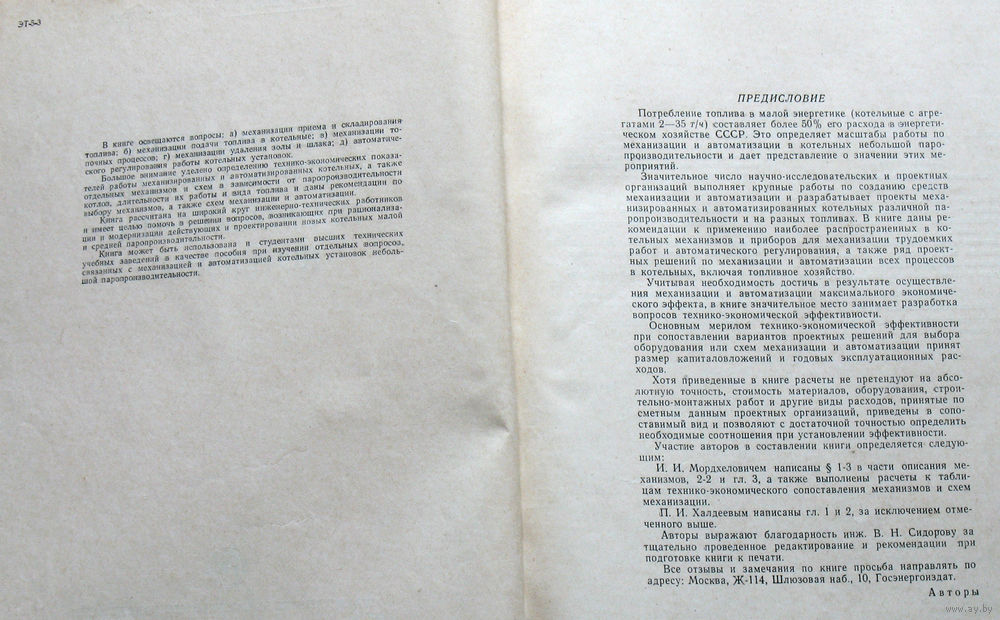 ЭТ-5-3
В книге освещаются вопросы: а) механизации приема и складирования
топлива; б) механизации подачи топлива в котельные; в) механизации то-
почных процессов; г) механизации удаления золы и шлака; д) автоматиче-
ского регулирования работы котельных установок.
Большое внимание уделено определению технико-экономических показа-
телей работы механизированных и автоматизированных котельных, а также
отдельных механизмов и схем в зависимости от паропроизводительности
котлов, длительности их работы и вида топлива и даны рекомендации по
выбору механизмов, а также схем механизации и автоматизации.
Книга рассчитана на широкий круг инженерно-технических работников
и имеет целью помочь в решении вопросов, возникающих при рационализа-
ции и модернизации действующих и проектировании новых котельных малой
и средней паропроизводительности.
Книга может быть использована и студентами высших технических
учебных заведений в качестве пособия при изучении отдельных вопросов,
связанных с механизацией и автоматизацией котельных установок неболь-
шой паропроизводительности.
ПРЕДИСЛОВИЕ
Потребление топлива в малой энергетике (котельные с агре-
гатами 2—35 т/ч) составляет более 50% его расхода в энергети-
ческом хозяйстве СССР. Это определяет масштабы работы по
механизации и автоматизации в котельных небольшой паро-
производительности и дает представление о значении этих ме-
роприятий.
Значительное число научно-исследовательских и проектных
организаций выполняет крупные работы по созданию средств
механизации и автоматизации и разрабатывает проекты меха-
низированных и автоматизированных котельных различной па-
ропроизводительности и на разных топливах. В книге даны ре-
комендации к применению наиболее распространенных в ко-
тельных механизмов и приборов для механизации трудоемких
работ и автоматического регулирования, а также ряд проект-
ных решений по механизации и автоматизации всех процессов
в котельных, включая топливное хозяйство.
Учитывая необходимость достичь в результате осуществле-
ния механизации и автоматизации максимального экономиче-
ского эффекта, в книге значительное место занимает разработка
вопросов технико-экономической эффективности.
Основным мерилом технико-экономической эффективности
при сопоставлении вариантов проектных решений для выбора
оборудования или схем механизации и автоматизации принят
размер капиталовложений и годовых эксплуатационных рас-
ходов.
Хотя приведенные в книге расчеты не претендуют на абсо-
лютную точность, стоимость материалов, оборудования, строи-
тельно-монтажных работ и другие виды расходов, принятые по
сметным данным проектных организаций, приведены в сопо-
ставимый вид и позволяют с достаточной точностью определить
необходимые соотношения при установлении эффективности.
Участие авторов в составлении книги определяется следую-
щим:
И. И. Мордхеловичем написаны § 1-3 в части описания ме-
ханизмов, 2-2 и гл. 3, а также выполнены расчеты к табли-
цам технико-экономического сопоставления механизмов и схем
механизации.
П. И. Халдеевым написаны гл. 1 и 2, за исключением отме-
ченного выше.
Авторы выражают благодарность инж. В. Н. Сидорову за
тщательно проведенное редактирование и рекомендации при
подготовке книги к печати.
Все отзывы и замечания по книге просьба направлять по
адресу: Москва, Ж-114, Шлюзовая наб., 10, Госэнергоиздат.
Авторы
www.ay.by